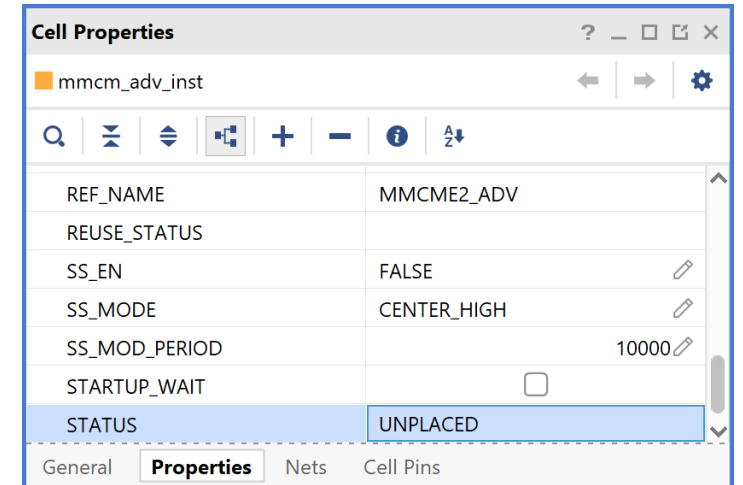 Cell Properties
mmcm_adv_inst
REF_NAME MMCME2_ADV
REUSE_STATUS
SS_EN FALSE
SS_MODE CENTER_HIGH
SS_MOD_PERIOD 10000
STARTUP_WAIT
STATUS UNPLACED
General Properties Nets Cell Pins